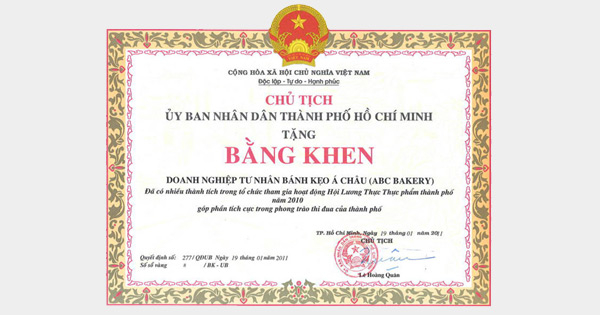 CỘNG HÒA XÃ HỘI CHỦ NGHĨA VIỆT NAM
Độc lập - Tự do - Hạnh phúc
CHỦ TỊCH
ỦY BAN NHÂN DÂN THÀNH PHỐ HỒ CHÍ MINH
TẶNG
BẰNG KHEN
DOANH NGHIỆP TƯ NHÂN BÁNH KẸO Á CHÂU (ABC BAKERY)
Đã có nhiều thành tích trong tổ chức tham gia hoạt động Hội Lương Thực Thực phẩm thành phố
năm 2010
góp phần tích cực trong phong trào thi đua của thành phố
TP. Hồ Chí Minh, Ngày 19 tháng 01 năm 2011
CHỦ TỊCH
Quyết định số: 277/ QĐUB Ngày 19 tháng 01 năm 2011
Số sổ vàng / BK - UB
Lê Hoàng Quân